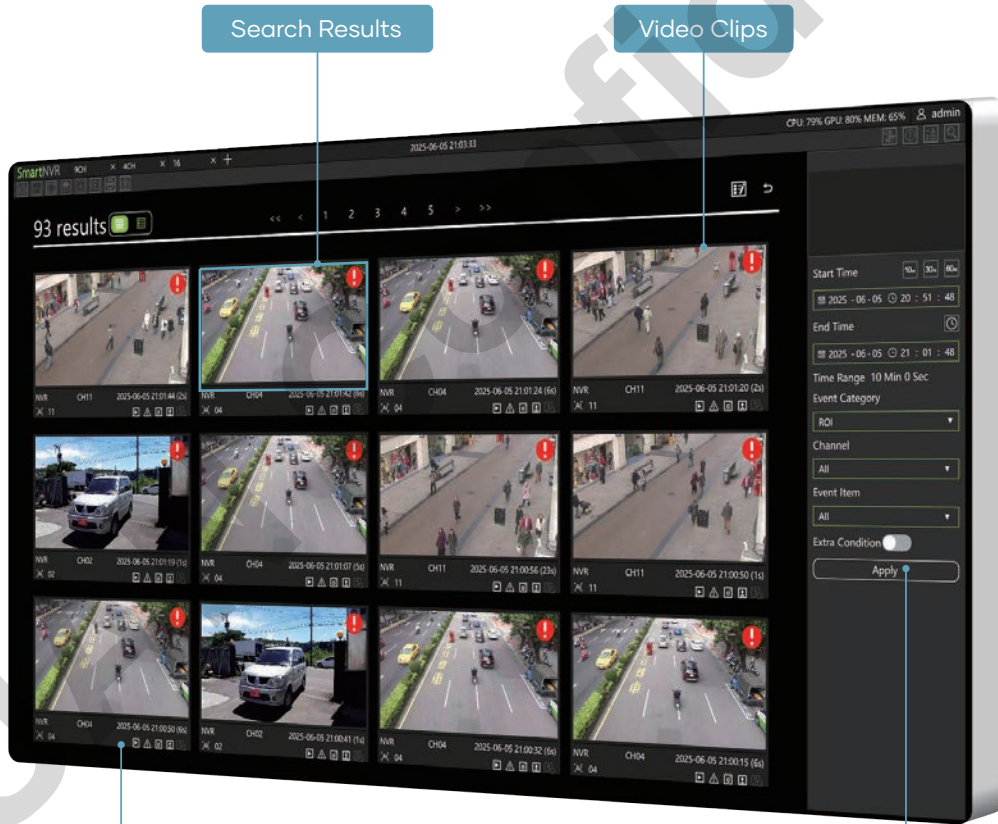 Search Results
Video Clips
CPU: 79% GPU: 80% MEM: 65% admin
2025-06-05 21:03:33
SmartNVR 9CH × 4CH × 16 × +
93 results
<< < 1 2 3 4 5 > >>
NVR CH11 2025-06-05 21:01:44 (2s)
11
NVR CH04 2025-06-05 21:01:42 (6s)
04
NVR CH04 2025-06-05 21:01:24 (6s)
04
NVR CH11 2025-06-05 21:01:20 (2s)
11
NVR CH02 2025-06-05 21:01:19 (1s)
02
NVR CH04 2025-06-05 21:01:07 (5s)
04
NVR CH11 2025-06-05 21:00:56 (23s)
11
NVR CH11 2025-06-05 21:00:50 (1s)
11
NVR CH04 2025-06-05 21:00:50 (6s)
04
NVR CH02 2025-06-05 21:00:41 (1s)
02
NVR CH04 2025-06-05 21:00:32 (6s)
04
NVR CH04 2025-06-05 21:00:15 (6s)
04
Start Time 10m 30m 60m
2025 - 06 - 05 20 : 51 : 48
End Time
2025 - 06 - 05 21 : 01 : 48
Time Range 10 Min 0 Sec
Event Category
ROI
Channel
All
Event Item
All
Extra Condition
Apply